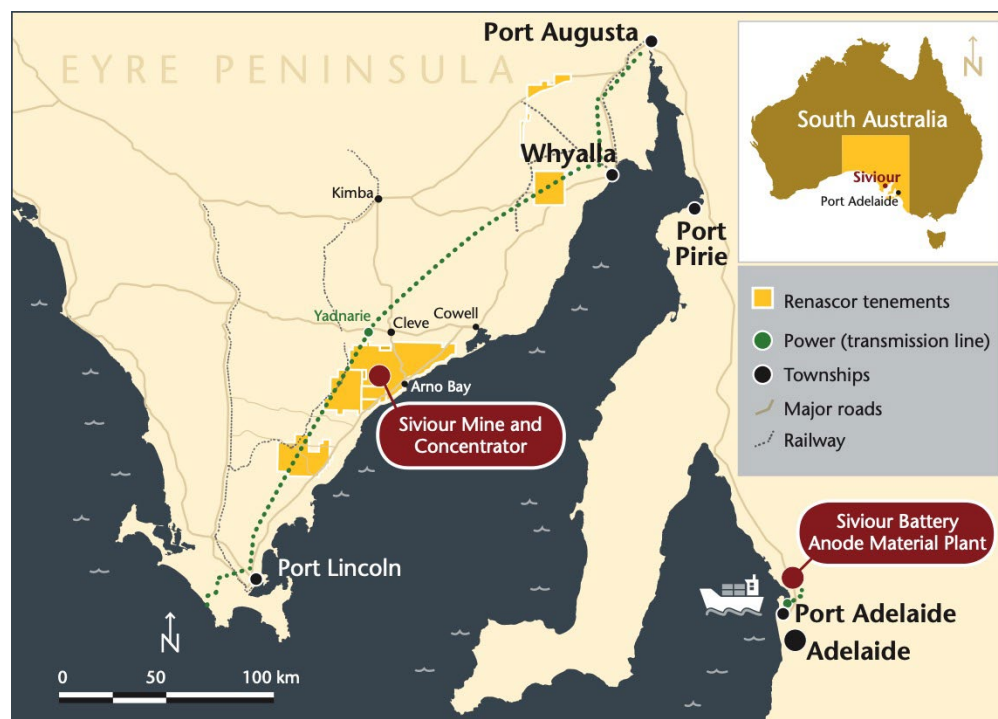 EYRE PENINSULA
Port Augusta
Whyalla
Kimba
Port
Pirie
Yadnarie
Cleve
Cowell
Arno Bay
Siviour Mine and
Concentrator
Port Lincoln
N
0 50 100 km
Siviour Battery
Anode Material Plant
Port Adelaide
Adelaide
N
South Australia
Siviour
Port Adelaide
Renascor tenements
Power (transmission line)
Townships
Major roads
Railway